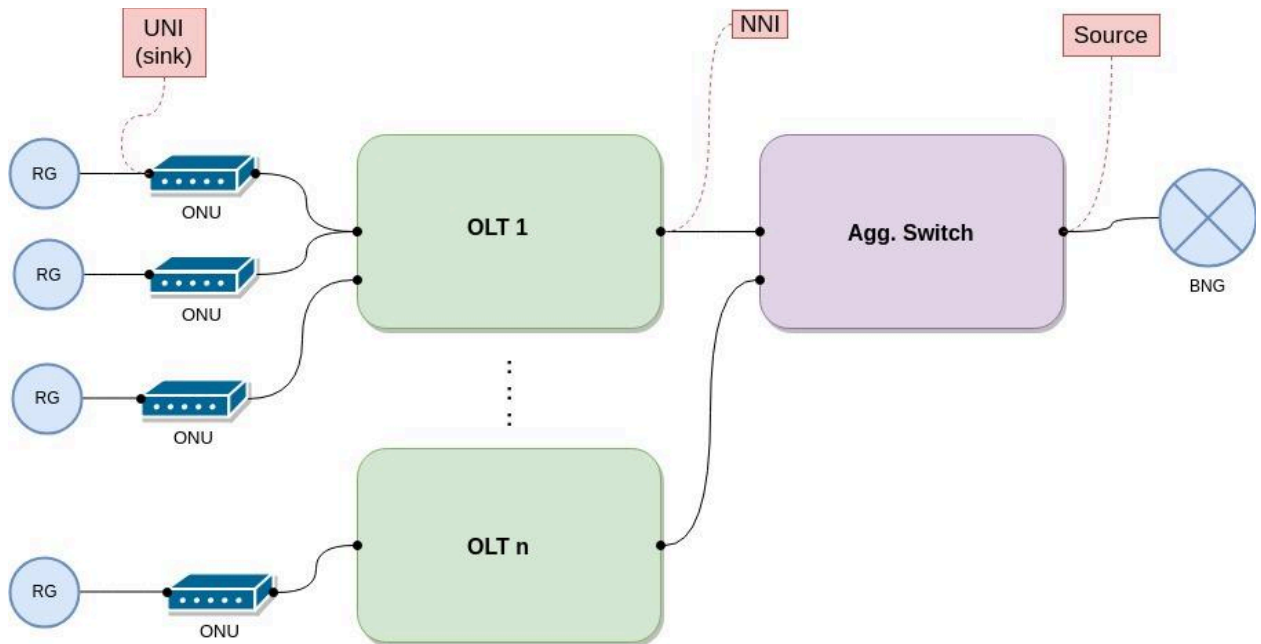 UNI
(sink)
NNI
Source
RG
ONU
OLT 1
Agg. Switch
BNG
RG
ONU
RG
ONU
OLT n
RG
ONU